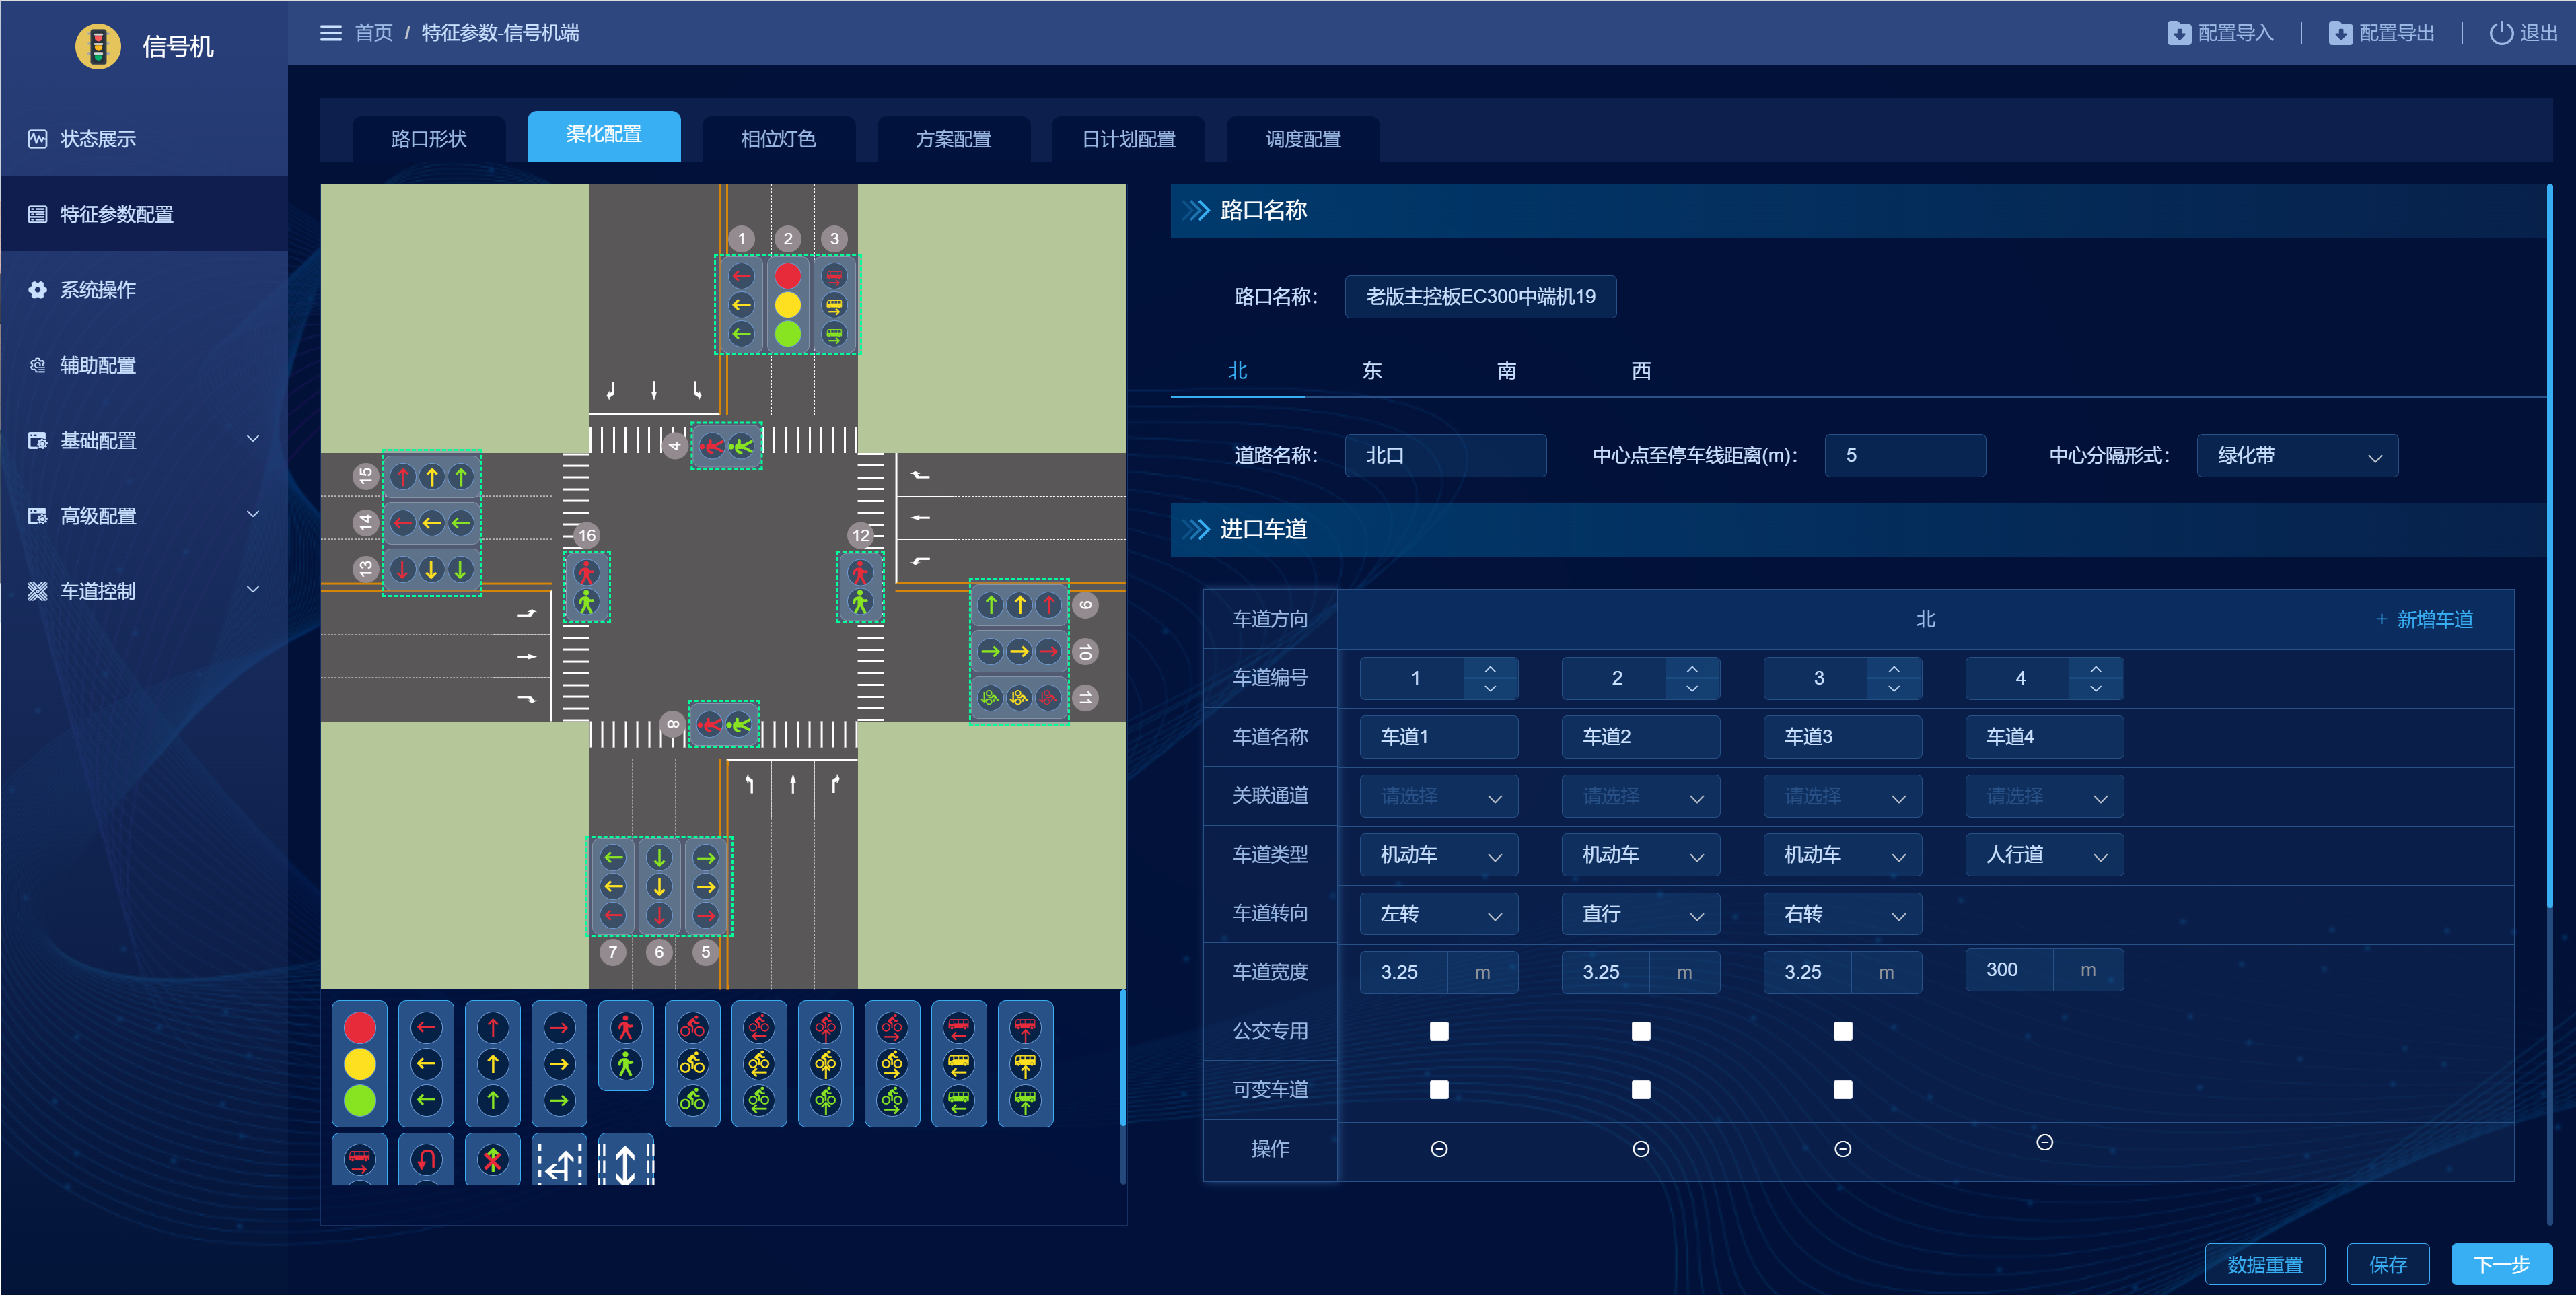 信号机
首页 / 特征参数-信号机端
配置导入
配置导出
退出
状态展示
特征参数配置
系统操作
辅助配置
基础配置
高级配置
车道控制
路口形状
渠化配置
相位灯色
方案配置
日计划配置
调度配置
1 2 3
4
15
14
13
16
12
9
10
11
8
7 6 5
路口名称
路口名称: 老版主控板EC300中端机19
北 东 南 西
道路名称: 北口 中心点至停车线距离(m): 5 中心分隔形式: 绿化带
进口车道
车道方向 北 + 新增车道
车道编号 1 2 3 4
车道名称 车道1 车道2 车道3 车道4
关联通道 请选择 请选择 请选择 请选择
车道类型 机动车 机动车 机动车 人行道
车道转向 左转 直行 右转
车道宽度 3.25 m 3.25 m 3.25 m 300 m
公交专用
可变车道
操作
数据重置 保存 下一步